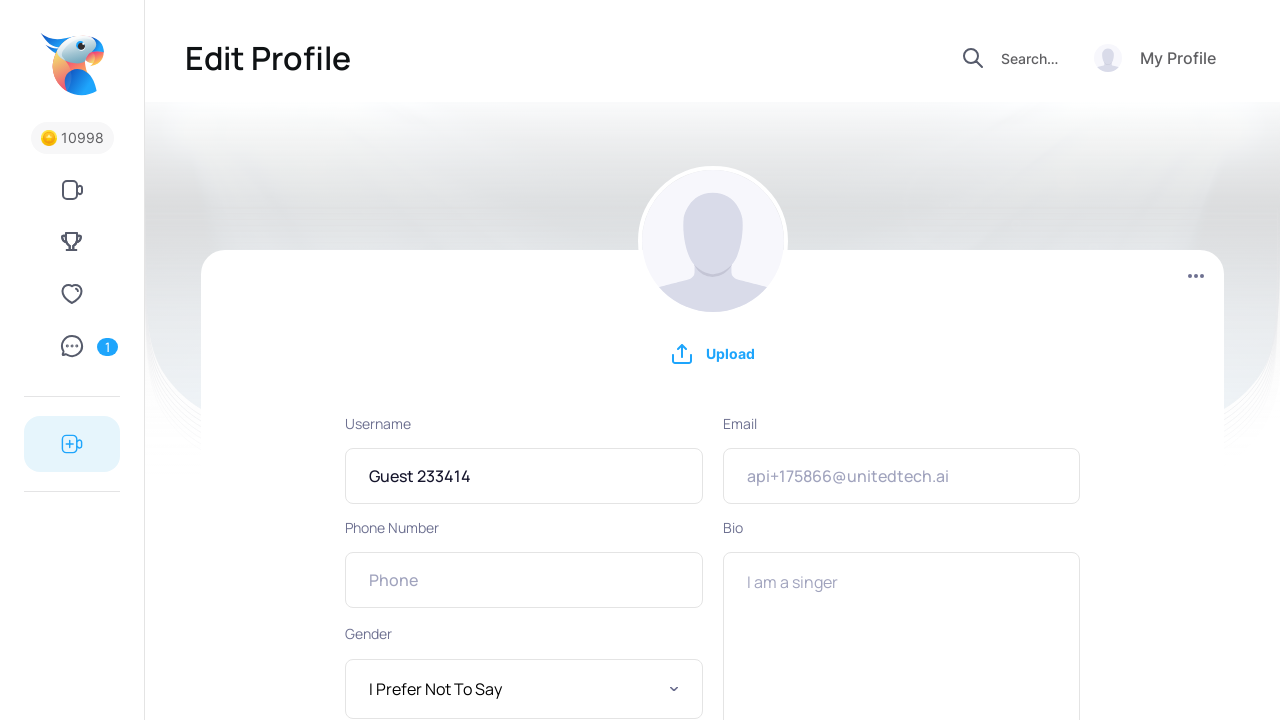 Edit Profile
Search...
My Profile
10998
1
Upload
Username
Email
Guest 233414
api+175866@unitedtech.ai
Phone Number
Bio
Phone
I am a singer
Gender
I Prefer Not To Say